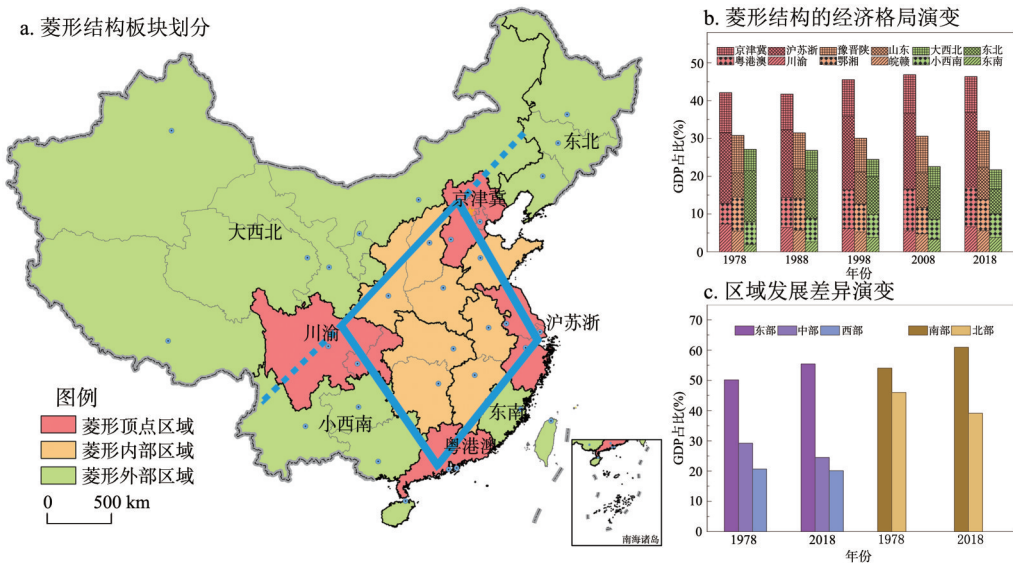 a. 菱形结构板块划分
东北
京津冀
大西北
川渝
沪苏浙
小西南
东南
粤港澳
图例
菱形顶点区域
菱形内部区域
菱形外部区域
0 500 km
南海诸岛
b. 菱形结构的经济格局演变
京津冀 沪苏浙 豫晋陕 山东 大西北 东北
粤港澳 川渝 鄂湘 皖赣 小西南 东南
GDP占比(%)
50
40
30
20
10
0
1978 1988 1998 2008 2018
年份
c. 区域发展差异演变
东部 中部 西部 南部 北部
GDP占比(%)
70
60
50
40
30
20
10
0
1978 2018 1978 2018
年份